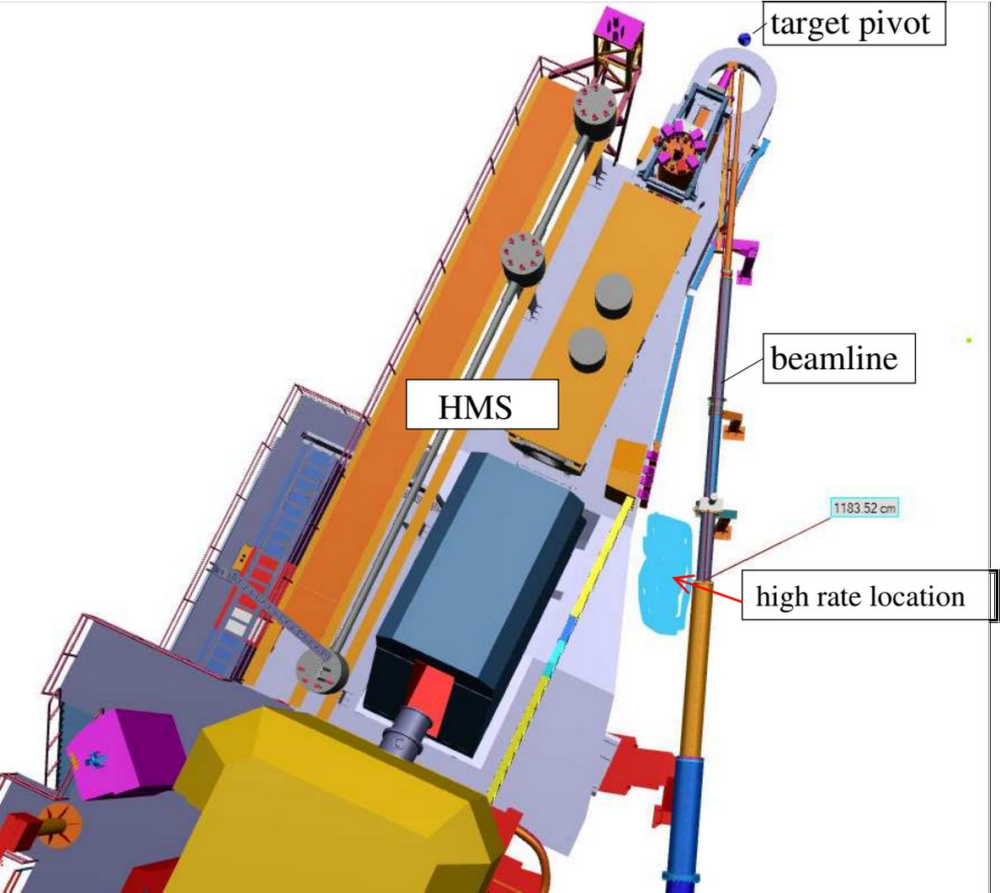 target pivot
beamline
HMS
1183.52 cm
high rate location